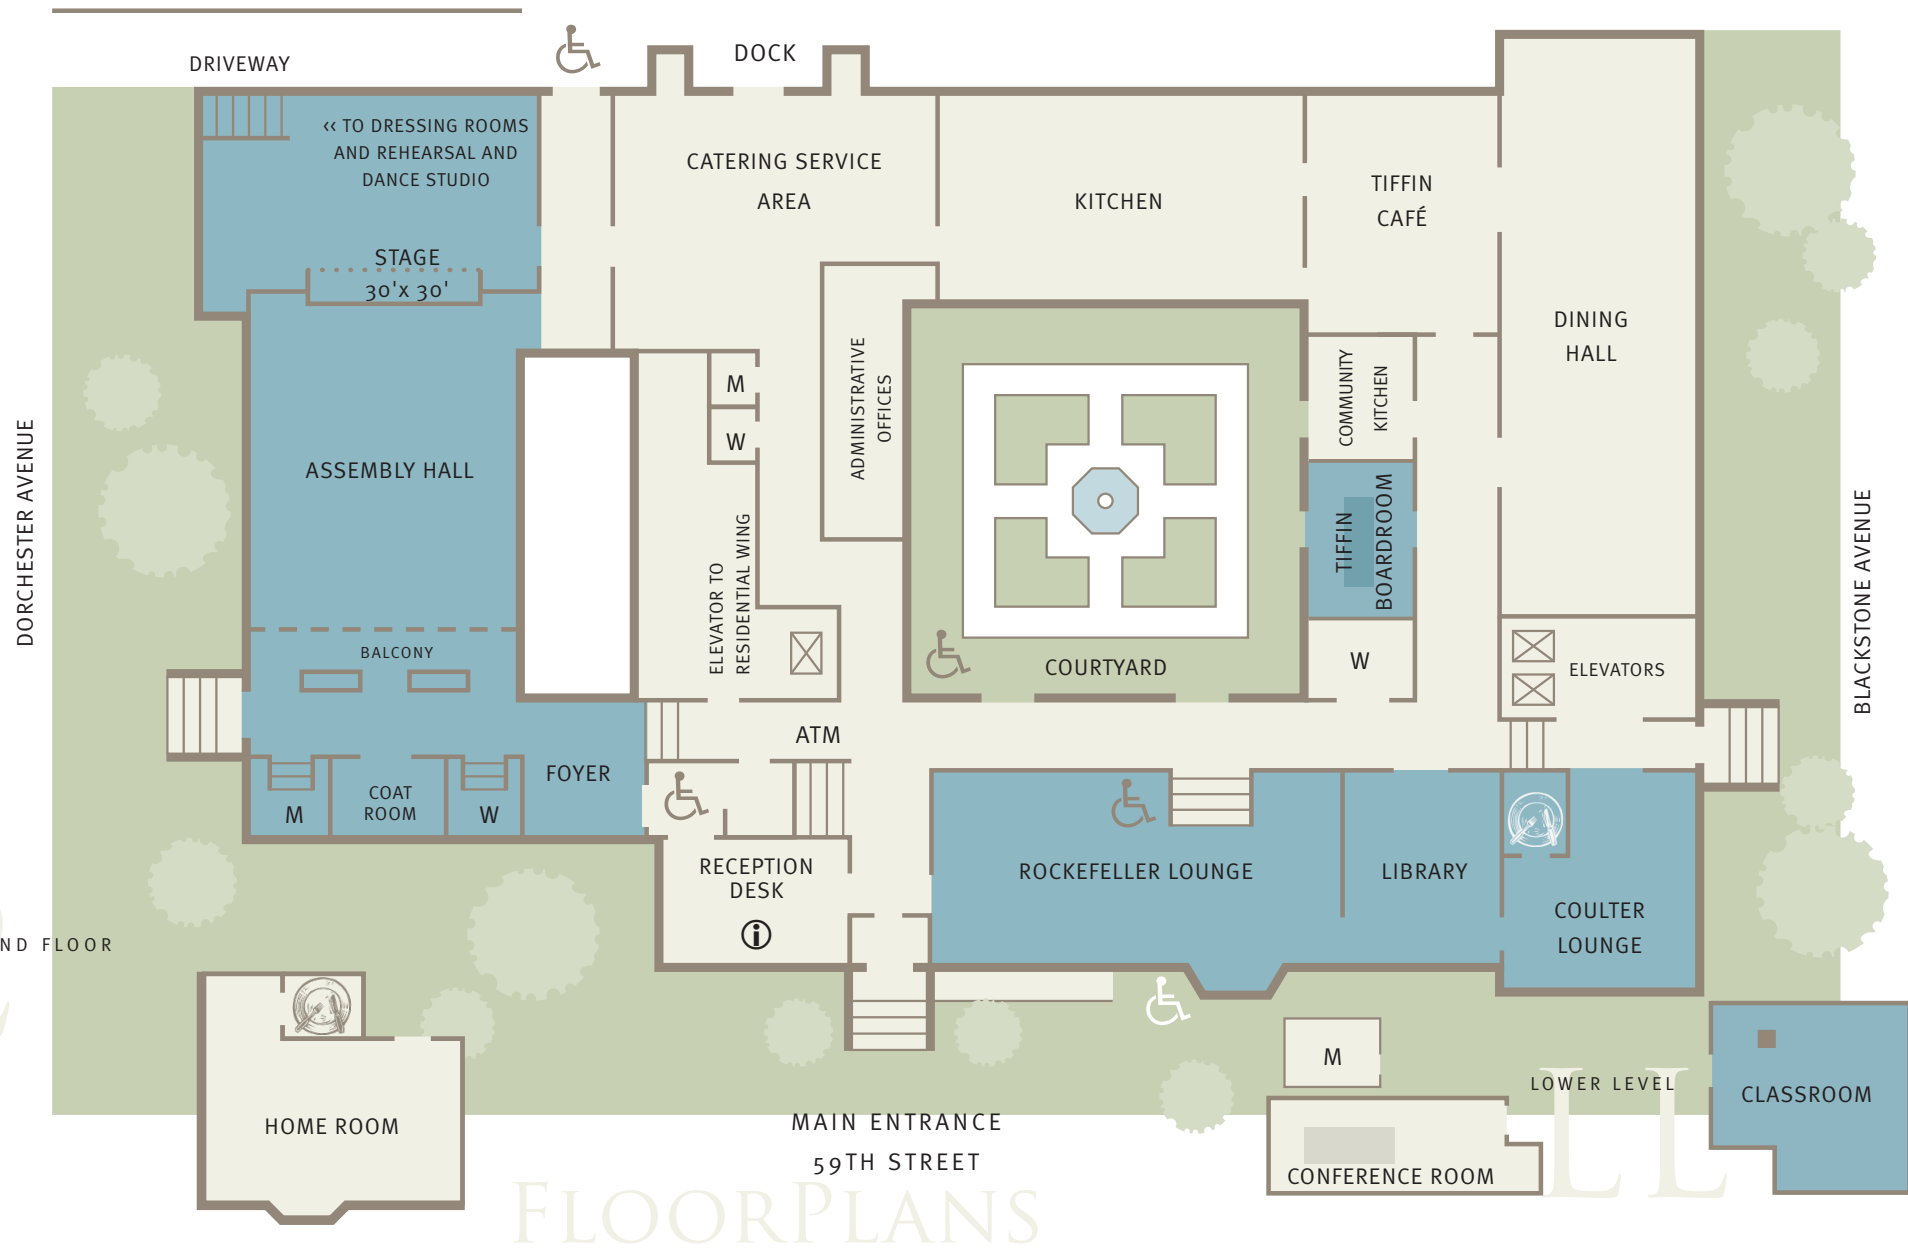 DRIVEWAY
DOCK
<< TO DRESSING ROOMS
AND REHEARSAL AND
DANCE STUDIO
STAGE
30'x 30'
CATERING SERVICE
AREA
KITCHEN
TIFFIN
CAFÉ
DINING
HALL
ADMINISTRATIVE
OFFICES
COMMUNITY
KITCHEN
M
W
ASSEMBLY HALL
DORCHESTER AVENUE
ELEVATOR TO
RESIDENTIAL WING
TIFFIN
BOARDROOM
BLACKSTONE AVENUE
BALCONY
COURTYARD
W
ELEVATORS
ATM
FOYER
COAT
ROOM
M
W
RECEPTION
DESK
i
ROCKEFELLER LOUNGE
LIBRARY
COULTER
LOUNGE
ND FLOOR
HOME ROOM
MAIN ENTRANCE
59TH STREET
M
LOWER LEVEL
LL
CLASSROOM
CONFERENCE ROOM
FLOORPLANS